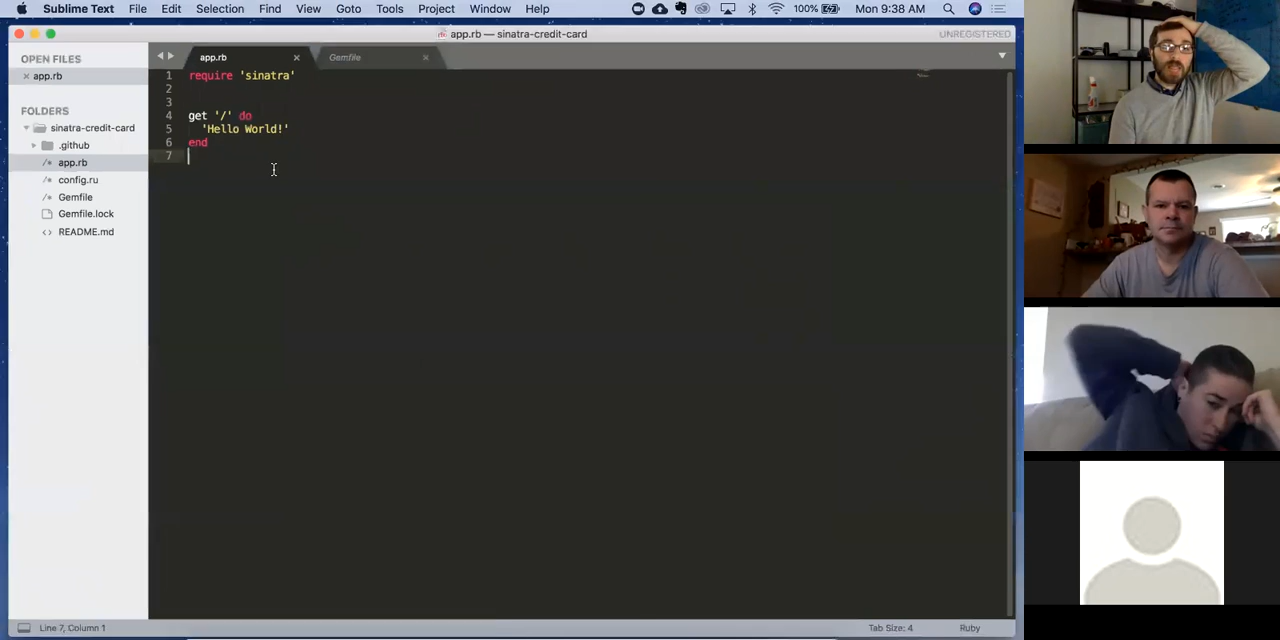 Sublime Text File Edit Selection Find View Goto Tools Project Window Help 100% Mon 9:38 AM
app.rb — sinatra-credit-card UNREGISTERED
OPEN FILES
app.rb
FOLDERS
sinatra-credit-card
.github
app.rb
config.ru
Gemfile
Gemfile.lock
README.md
app.rb Gemfile
1 require 'sinatra'
2
3
4 get '/' do
5 'Hello World!'
6 end
7
Line 7, Column 1 Tab Size: 4 Ruby